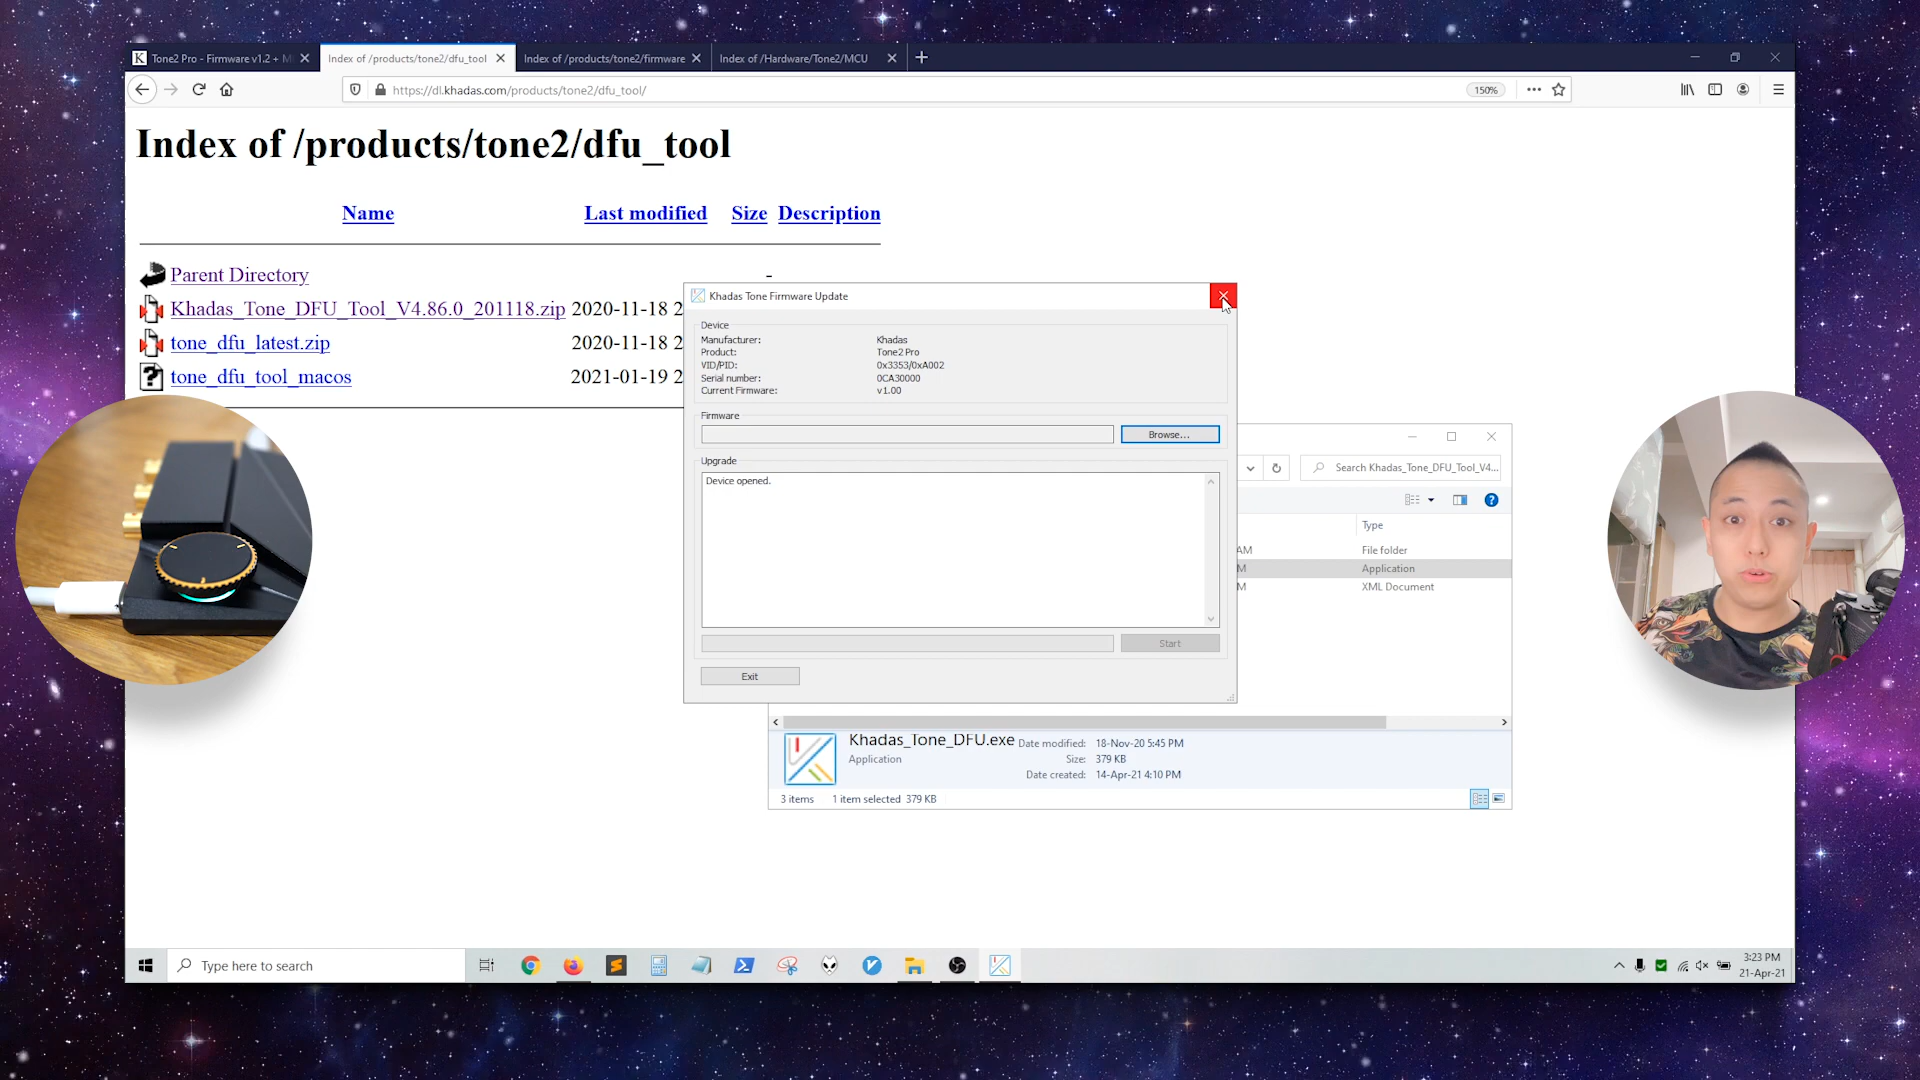 Tone2 Pro - Firmware v1.2 + M
Index of /products/tone2/dfu_tool
Index of /products/tone2/firmware
Index of /Hardware/Tone2/MCU
https://dl.khadas.com/products/tone2/dfu_tool/
150%
Index of /products/tone2/dfu_tool
Name Last modified Size Description
Parent Directory -
Khadas_Tone_DFU_Tool_V4.86.0_201118.zip 2020-11-18 2
tone_dfu_latest.zip 2020-11-18 2
tone_dfu_tool_macos 2021-01-19 2
Khadas Tone Firmware Update
Device
Manufacturer: Khadas
Product: Tone2 Pro
VID/PID: 0x3353/0xA002
Serial number: 0CA30000
Current Firmware: v1.00
Firmware
Browse...
Upgrade
Device opened.
Start
Exit
Search Khadas_Tone_DFU_Tool_V4...
Type
AM File folder
M Application
M XML Document
Khadas_Tone_DFU.exe
Application
Date modified: 18-Nov-20 5:45 PM
Size: 379 KB
Date created: 14-Apr-21 4:10 PM
3 items 1 item selected 379 KB
Type here to search
3:23 PM
21-Apr-21